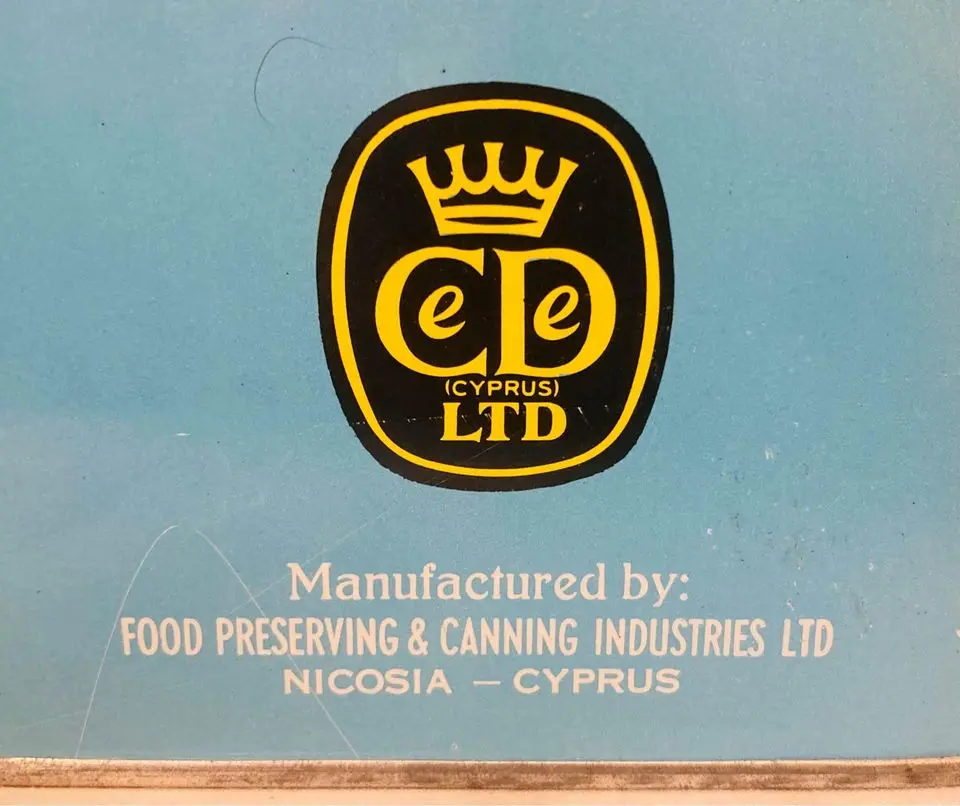 CeDe
(CYPRUS)
LTD
Manufactured by:
FOOD PRESERVING & CANNING INDUSTRIES LTD
NICOSIA – CYPRUS